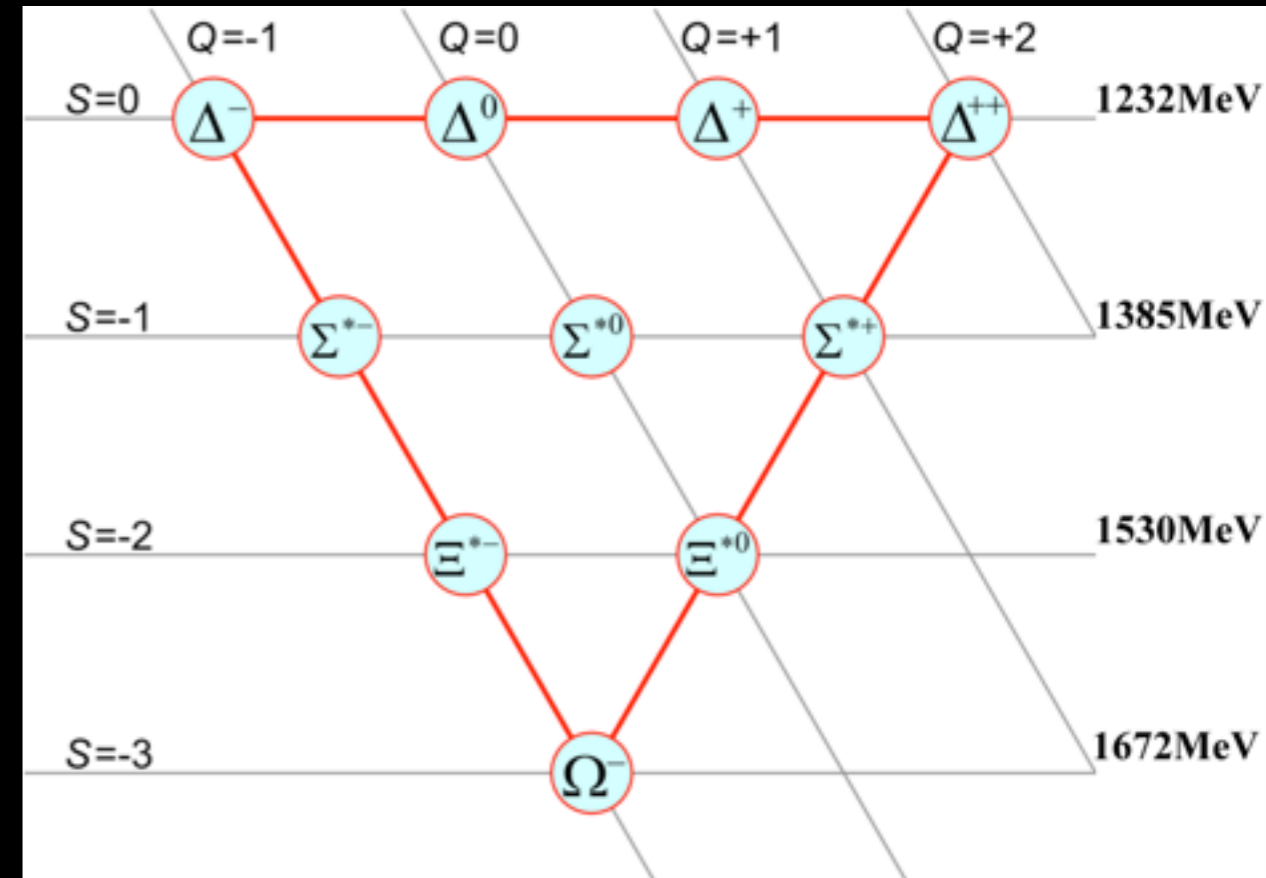 Q=-1 Q=0 Q=+1 Q=+2
S=0 Δ⁻ Δ⁰ Δ⁺ Δ⁺⁺ 1232MeV
S=-1 Σ*⁻ Σ*⁰ Σ*⁺ 1385MeV
S=-2 Ξ*⁻ Ξ*⁰ 1530MeV
S=-3 Ω⁻ 1672MeV